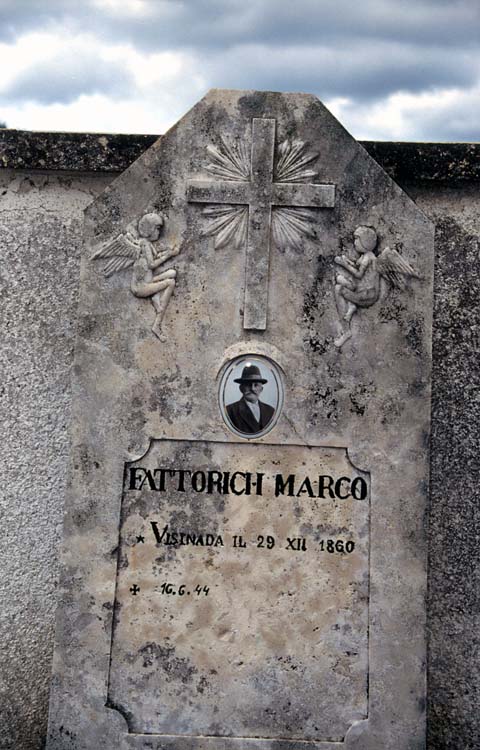 FATTORICH MARCO
* VISINADA IL 29 XII 1860
✠ 16.6.44